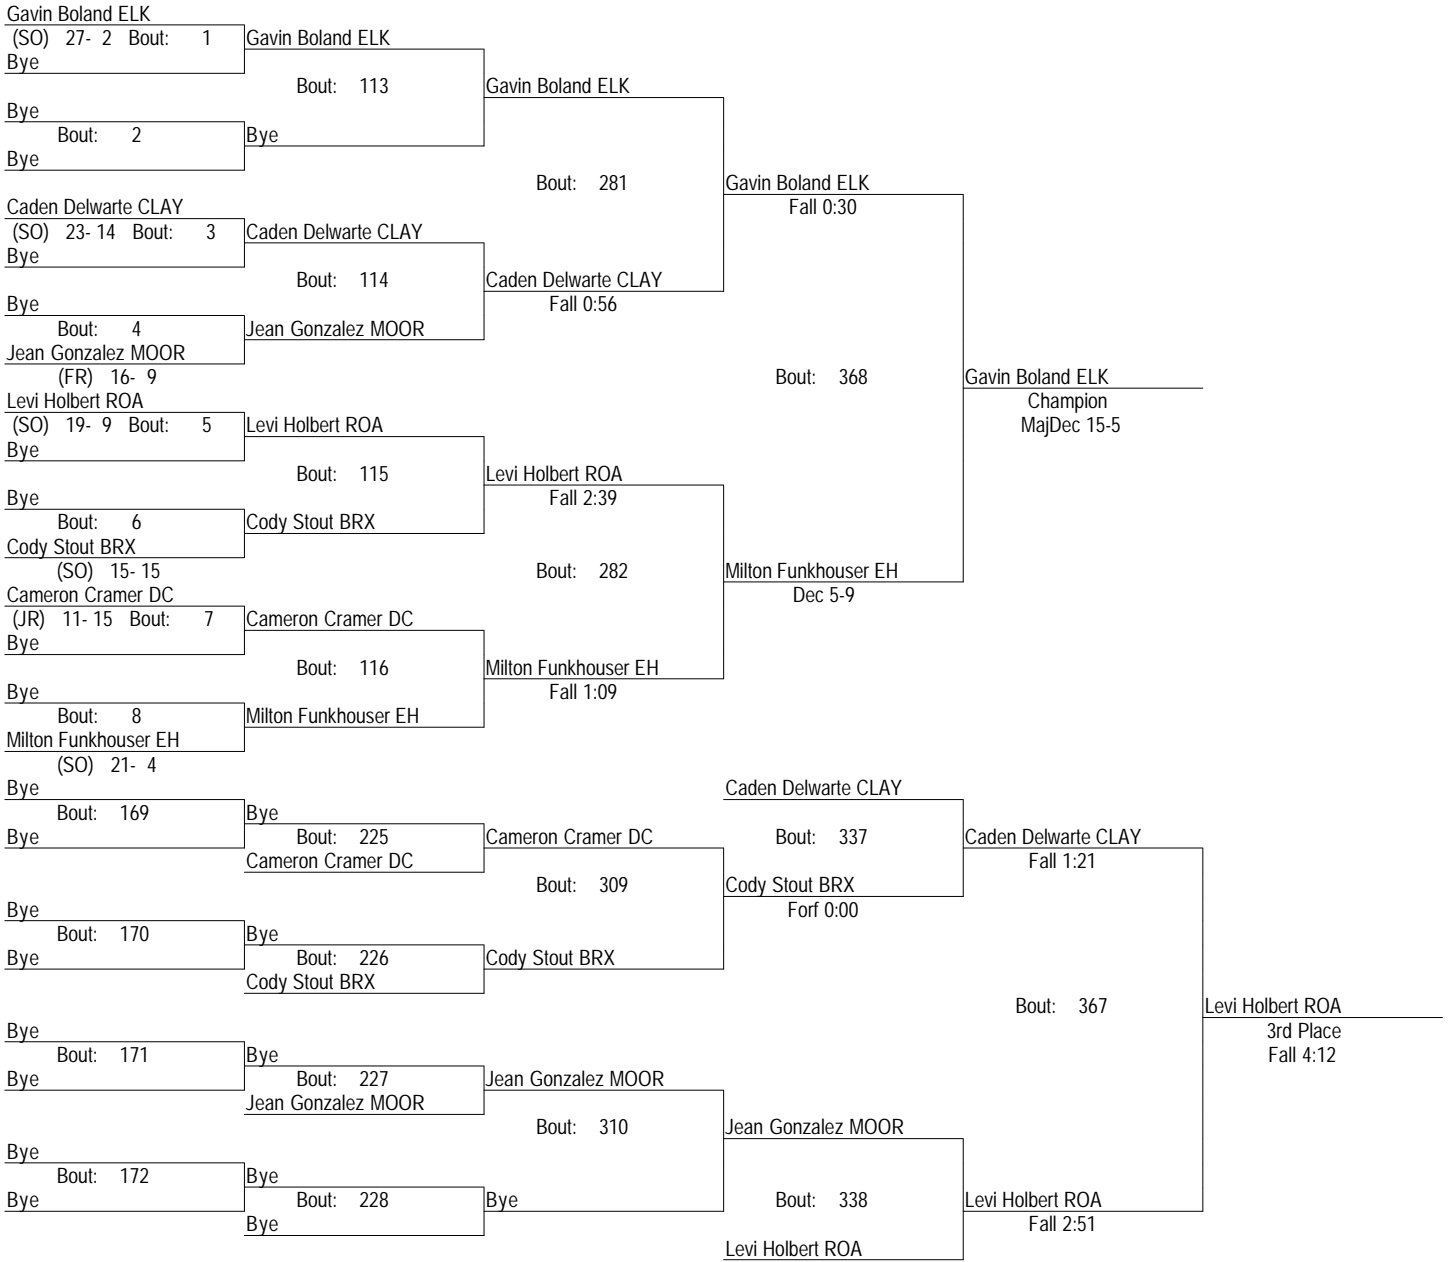 Gavin Boland ELK
(SO) 27- 2 Bout: 1 Gavin Boland ELK
Bye
Bout: 113 Gavin Boland ELK
Bye
Bout: 2 Bye
Bye
Bout: 281 Gavin Boland ELK
Fall 0:30
Caden Delwarte CLAY
(SO) 23- 14 Bout: 3 Caden Delwarte CLAY
Bye
Bout: 114 Caden Delwarte CLAY
Bye Fall 0:56
Bout: 4 Jean Gonzalez MOOR
Jean Gonzalez MOOR
(FR) 16- 9 Bout: 368 Gavin Boland ELK
Levi Holbert ROA Champion
(SO) 19- 9 Bout: 5 Levi Holbert ROA MajDec 15-5
Bye
Bout: 115 Levi Holbert ROA
Bye Fall 2:39
Bout: 6 Cody Stout BRX
Cody Stout BRX
(SO) 15- 15 Bout: 282 Milton Funkhouser EH
Cameron Cramer DC Dec 5-9
(JR) 11- 15 Bout: 7 Cameron Cramer DC
Bye
Bout: 116 Milton Funkhouser EH
Bye Fall 1:09
Bout: 8 Milton Funkhouser EH
Milton Funkhouser EH
(SO) 21- 4
Bye Caden Delwarte CLAY
Bout: 169 Bye
Bye Bout: 225 Cameron Cramer DC Bout: 337 Caden Delwarte CLAY
Cameron Cramer DC Fall 1:21
Bout: 309 Cody Stout BRX
Bye Forf 0:00
Bout: 170 Bye
Bye Bout: 226 Cody Stout BRX
Cody Stout BRX
Bout: 367 Levi Holbert ROA
Bye 3rd Place
Bout: 171 Bye Fall 4:12
Bye Bout: 227 Jean Gonzalez MOOR
Jean Gonzalez MOOR
Bout: 310 Jean Gonzalez MOOR
Bye
Bout: 172 Bye
Bye Bout: 228 Bye Bout: 338 Levi Holbert ROA
Bye Fall 2:51
Levi Holbert ROA